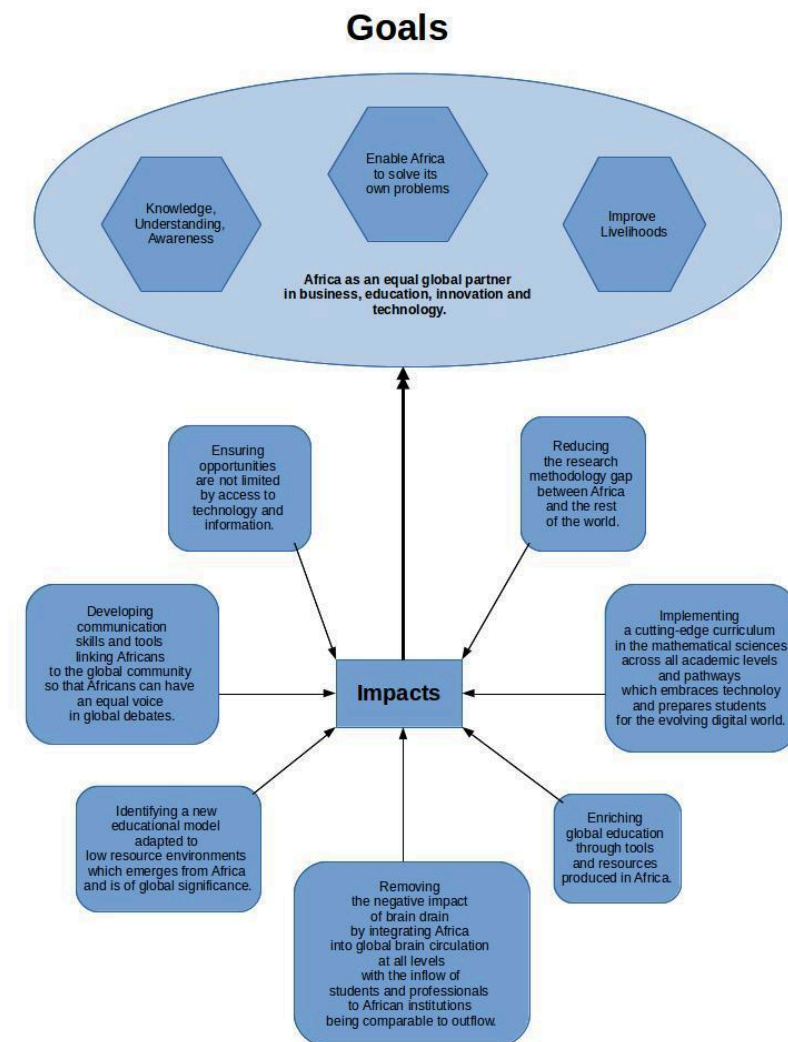 Goals
Enable Africa
to solve its
own problems
Knowledge,
Understanding,
Awareness
Improve
Livelihoods
Africa as an equal global partner
in business, education, innovation and
technology.
Ensuring
opportunities
are not limited
by access to
technology and
information.
Reducing
the research
methodology gap
between Africa
and the rest
of the world.
Developing
communication
skills and tools
linking Africans
to the global community
so that Africans can have
an equal voice
in global debates.
Impacts
Implementing
a cutting-edge curriculum
in the mathematical sciences
across all academic levels
and pathways
which embraces technoloy
and prepares students
for the evolving digital world.
Identifying a new
educational model
adapted to
low resource environments
which emerges from Africa
and is of global significance.
Removing
the negative impact
of brain drain
by integrating Africa
into global brain circulation
at all levels
with the inflow of
students and professionals
to African institutions
being comparable to outflow.
Enriching
global education
through tools
and resources
produced in Africa.